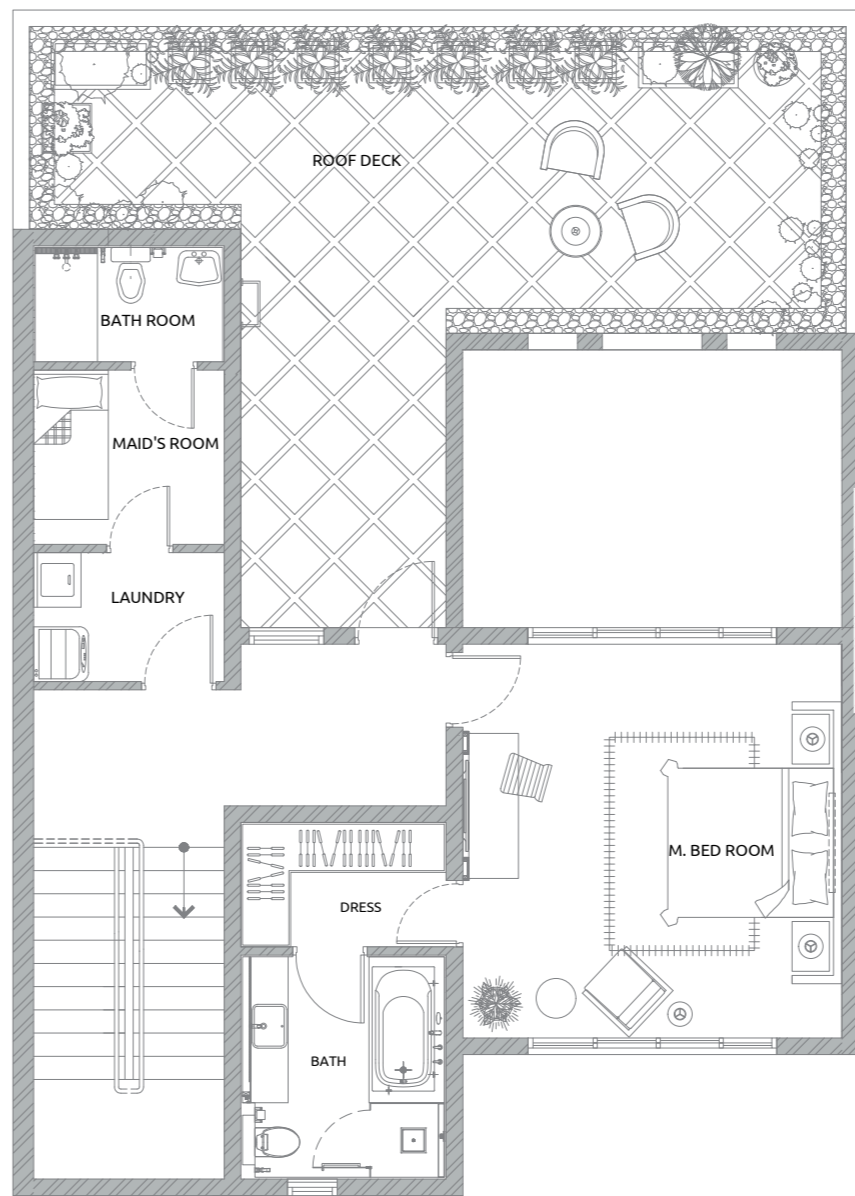 ROOF DECK
BATH ROOM
MAID'S ROOM
LAUNDRY
M. BED ROOM
DRESS
BATH